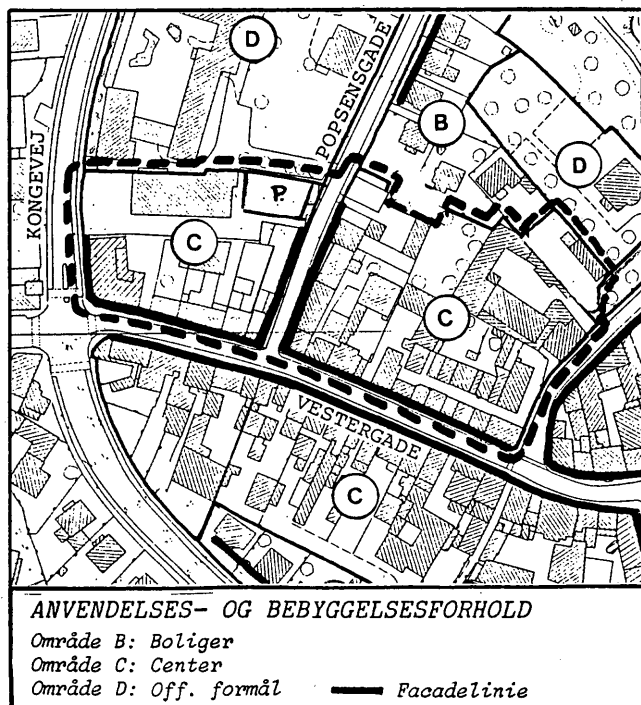 D
POPSENSGADE
B
D
KONGEVEJ
P.
C
C
VESTERGADE
C
ANVENDELSES- OG BEBYGGELSESFORHOLD
Område B: Boliger
Område C: Center
Område D: Off. formål
Facadelinie